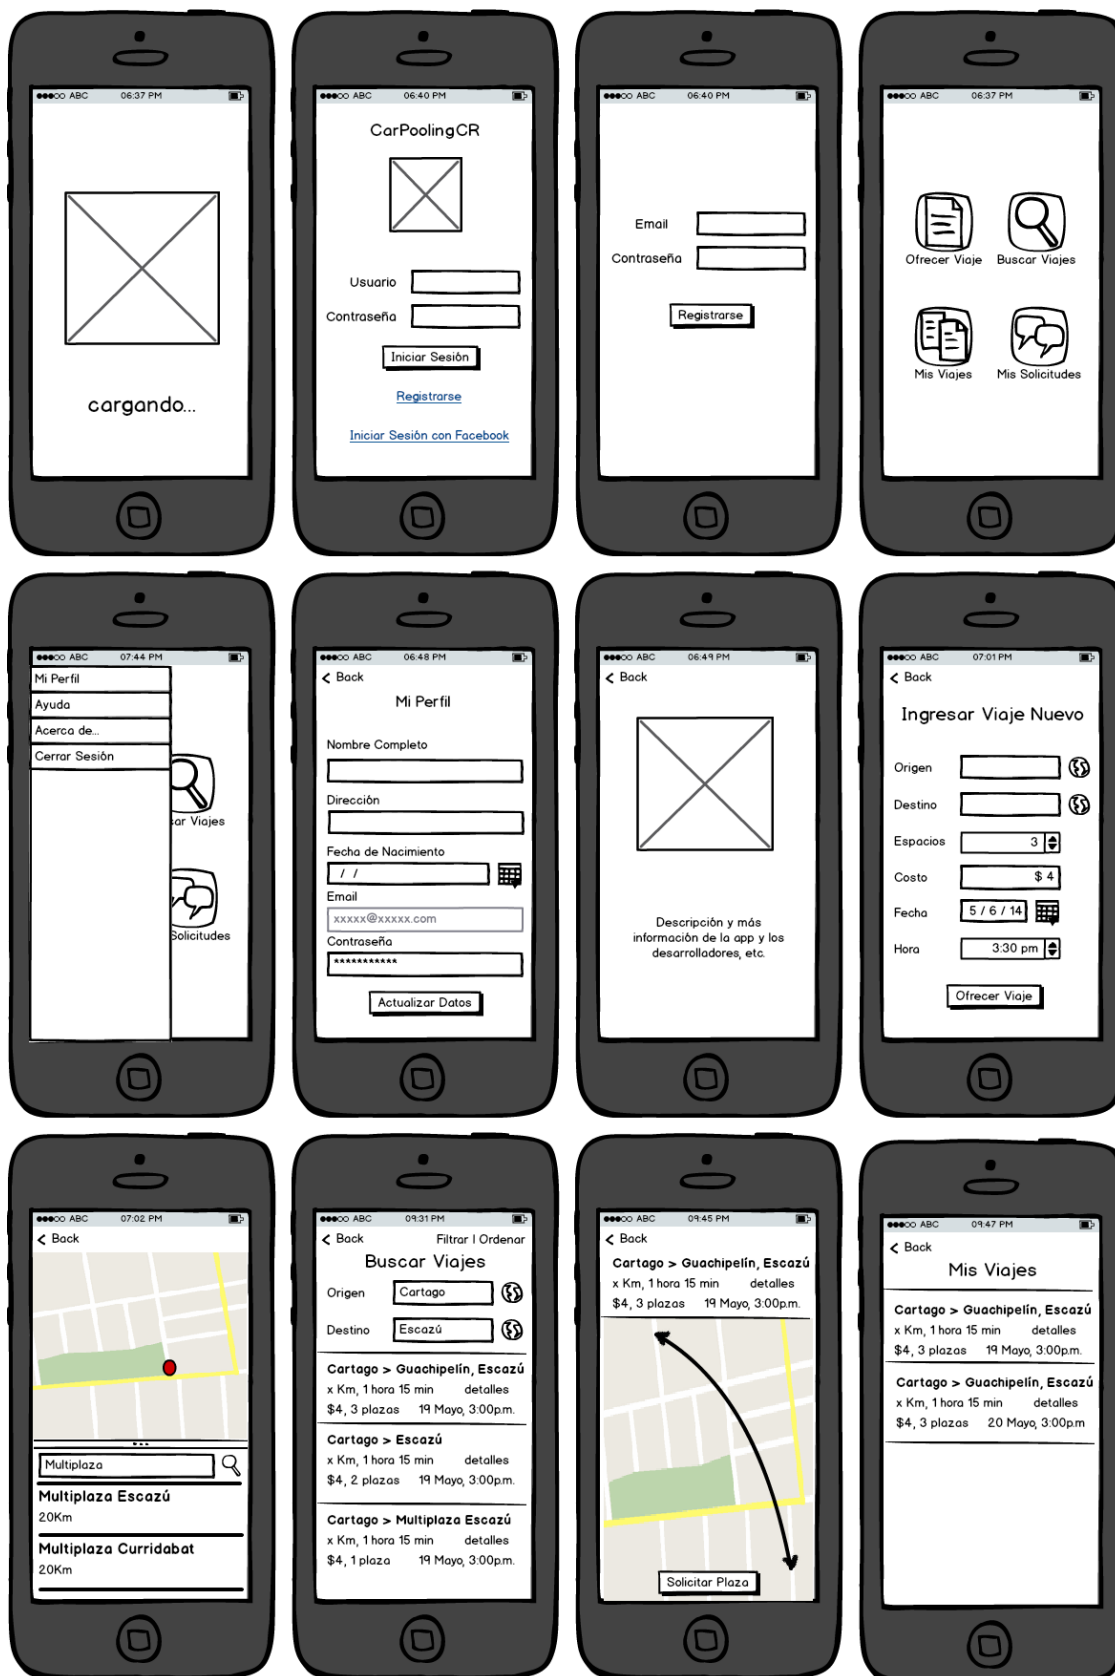 ABC 06:37 PM
cargando...
ABC 06:40 PM
CarPoolingCR
Usuario
Contraseña
Iniciar Sesión
Registrarse
Iniciar Sesión con Facebook
ABC 06:40 PM
Email
Contraseña
Registrarse
ABC 06:37 PM
Ofrecer Viaje Buscar Viajes
Mis Viajes Mis Solicitudes
ABC 07:44 PM
Mi Perfil
Ayuda
Acerca de...
Cerrar Sesión
car Viajes
Solicitudes
ABC 06:48 PM
< Back
Mi Perfil
Nombre Completo
Dirección
Fecha de Nacimiento
/ /
Email
xxxxx@xxxxx.com
Contraseña
***********
Actualizar Datos
ABC 06:49 PM
< Back
Descripción y más
información de la app y los
desarrolladores, etc.
ABC 07:01 PM
< Back
Ingresar Viaje Nuevo
Origen
Destino
Espacios 3
Costo $ 4
Fecha 5 / 6 / 14
Hora 3:30 pm
Ofrecer Viaje
ABC 07:02 PM
< Back
Multiplaza
Multiplaza Escazú
20Km
Multiplaza Curridabat
20Km
ABC 09:31 PM
< Back Filtrar | Ordenar
Buscar Viajes
Origen Cartago
Destino Escazú
Cartago > Guachipelín, Escazú
x Km, 1 hora 15 min detalles
$4, 3 plazas 19 Mayo, 3:00p.m.
Cartago > Escazú
x Km, 1 hora 15 min detalles
$4, 2 plazas 19 Mayo, 3:00p.m.
Cartago > Multiplaza Escazú
x Km, 1 hora 15 min detalles
$4, 1 plaza 19 Mayo, 3:00p.m.
ABC 09:45 PM
< Back
Cartago > Guachipelín, Escazú
x Km, 1 hora 15 min detalles
$4, 3 plazas 19 Mayo, 3:00p.m.
Solicitar Plaza
ABC 09:47 PM
< Back
Mis Viajes
Cartago > Guachipelín, Escazú
x Km, 1 hora 15 min detalles
$4, 3 plazas 19 Mayo, 3:00p.m.
Cartago > Guachipelín, Escazú
x Km, 1 hora 15 min detalles
$4, 3 plazas 20 Mayo, 3:00p.m